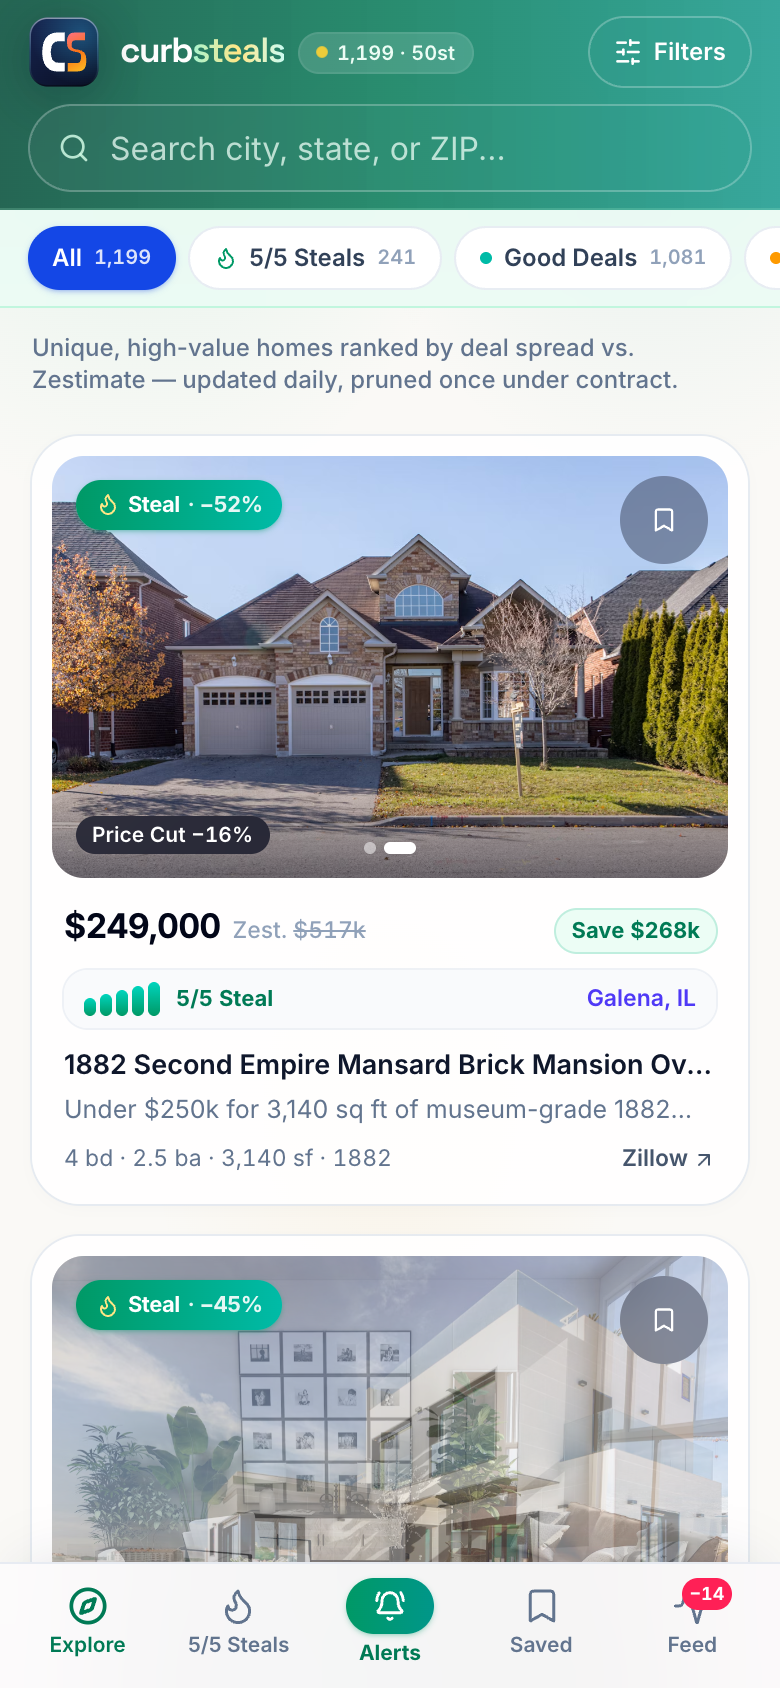 CS
curbsteals
1,199 · 50st
Filters
Search city, state, or ZIP...
All 1,199
5/5 Steals 241
Good Deals 1,081
Unique, high-value homes ranked by deal spread vs.
Zestimate — updated daily, pruned once under contract.
Steal · −52%
Price Cut −16%
$249,000 Zest. $517k
Save $268k
5/5 Steal
Galena, IL
1882 Second Empire Mansard Brick Mansion Ov...
Under $250k for 3,140 sq ft of museum-grade 1882...
4 bd · 2.5 ba · 3,140 sf · 1882
Zillow ↗
Steal · −45%
Explore
5/5 Steals
Alerts
Saved
−14
Feed